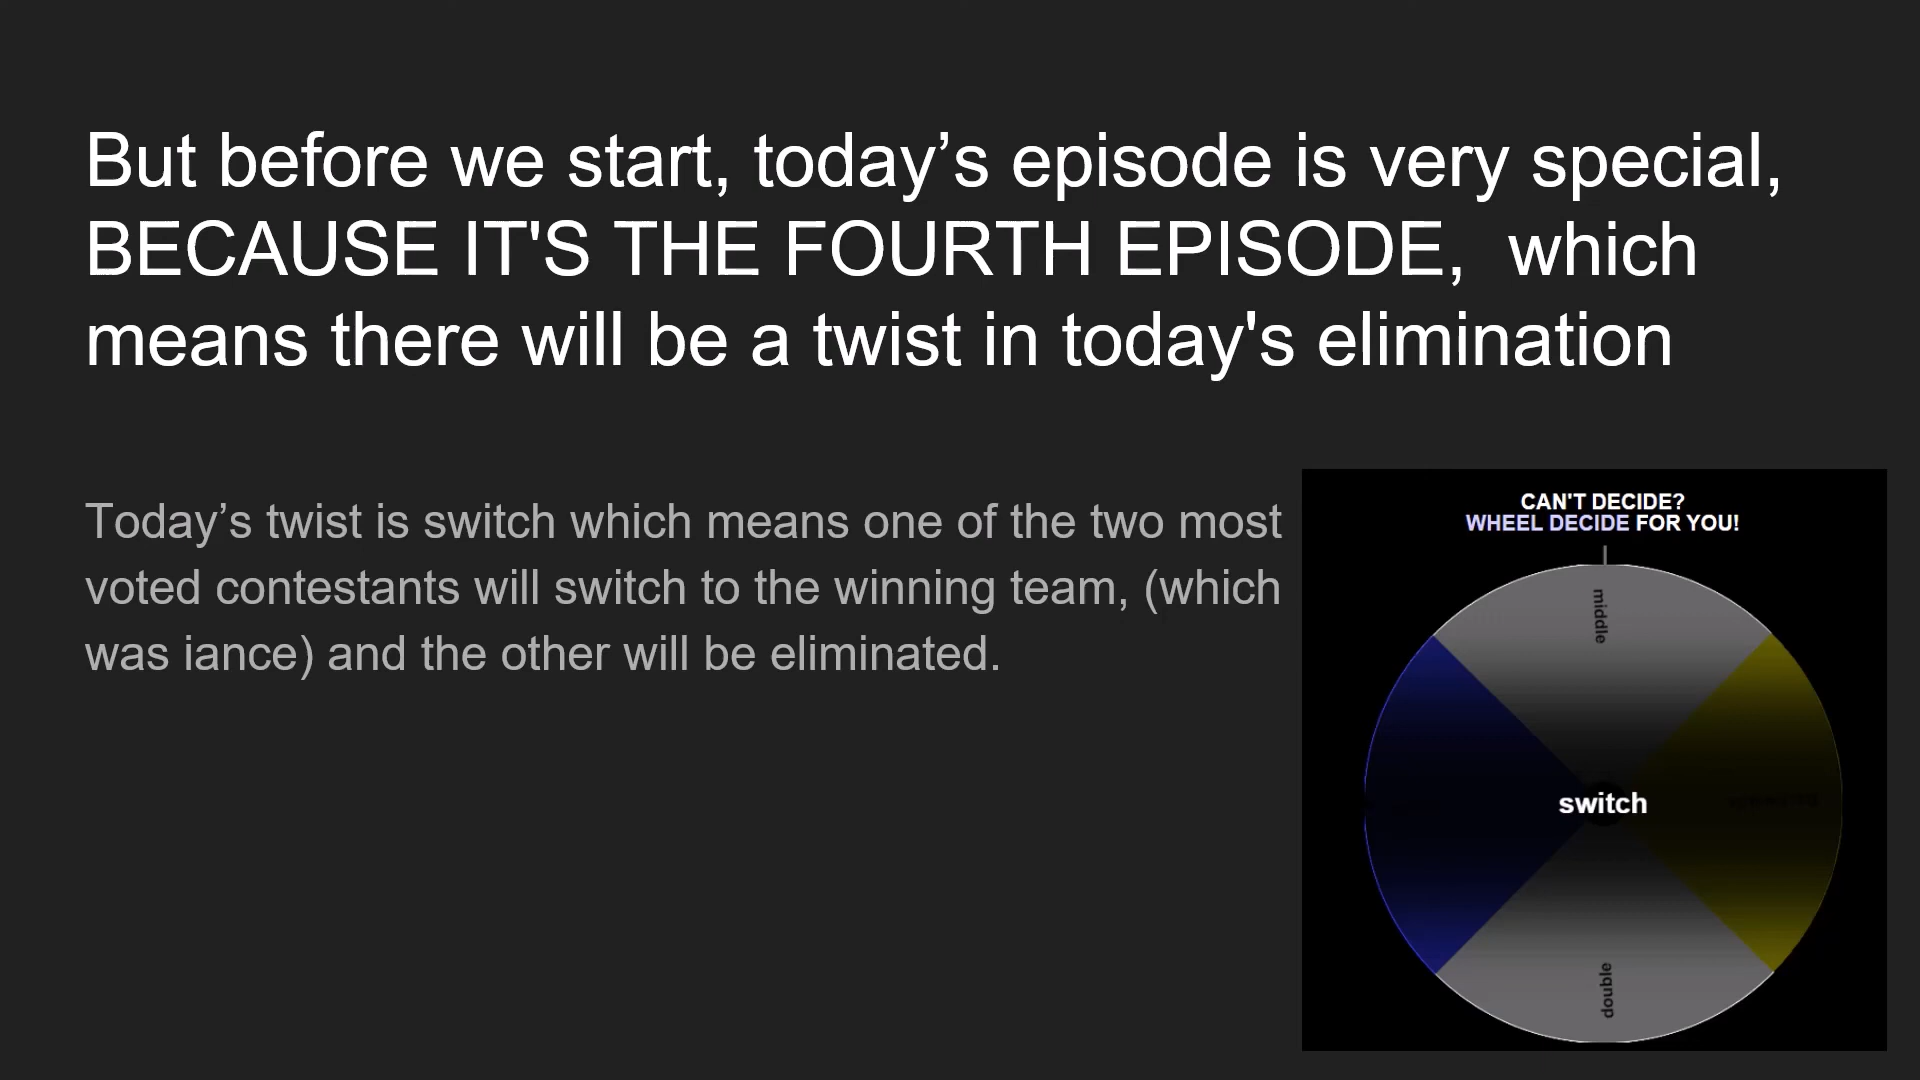 But before we start, today’s episode is very special,
BECAUSE IT'S THE FOURTH EPISODE,  which
means there will be a twist in today's elimination
Today’s twist is switch which means one of the two most
voted contestants will switch to the winning team, (which
was iance) and the other will be eliminated.
CAN'T DECIDE?
WHEEL DECIDE FOR YOU!
middle
switch
double